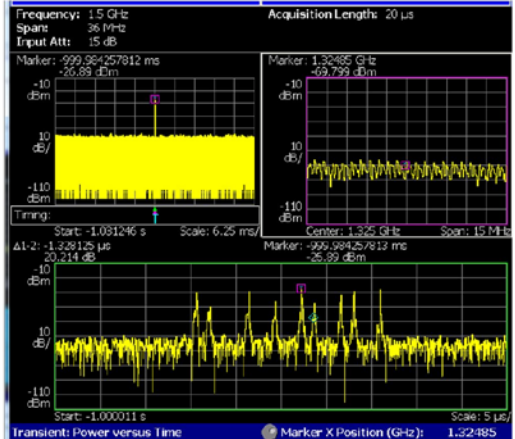 Frequency: 1.5 GHz Acquisition Length: 20 µs
Span: 36 MHz
Input Att: 15 dB
Marker: -999.984257812 ms
-26.89 dBm
Marker: 1.32485 GHz
-69.799 dBm
-10
dBm
10
dB/
-110
dBm
-10
dBm
10
dB/
-110
dBm
Timing:
Start: -1.031246 s Scale: 6.25 ms/
Center: 1.325 GHz Span: 15 MHz
Δ1-2: -1.328125 µs
20.214 dB
Marker: -999.984257813 ms
-26.89 dBm
-10
dBm
10
dB/
-110
dBm
Start: -1.000011 s Scale: 5 µs/
Transient: Power versus Time Marker X Position (GHz): 1.32485